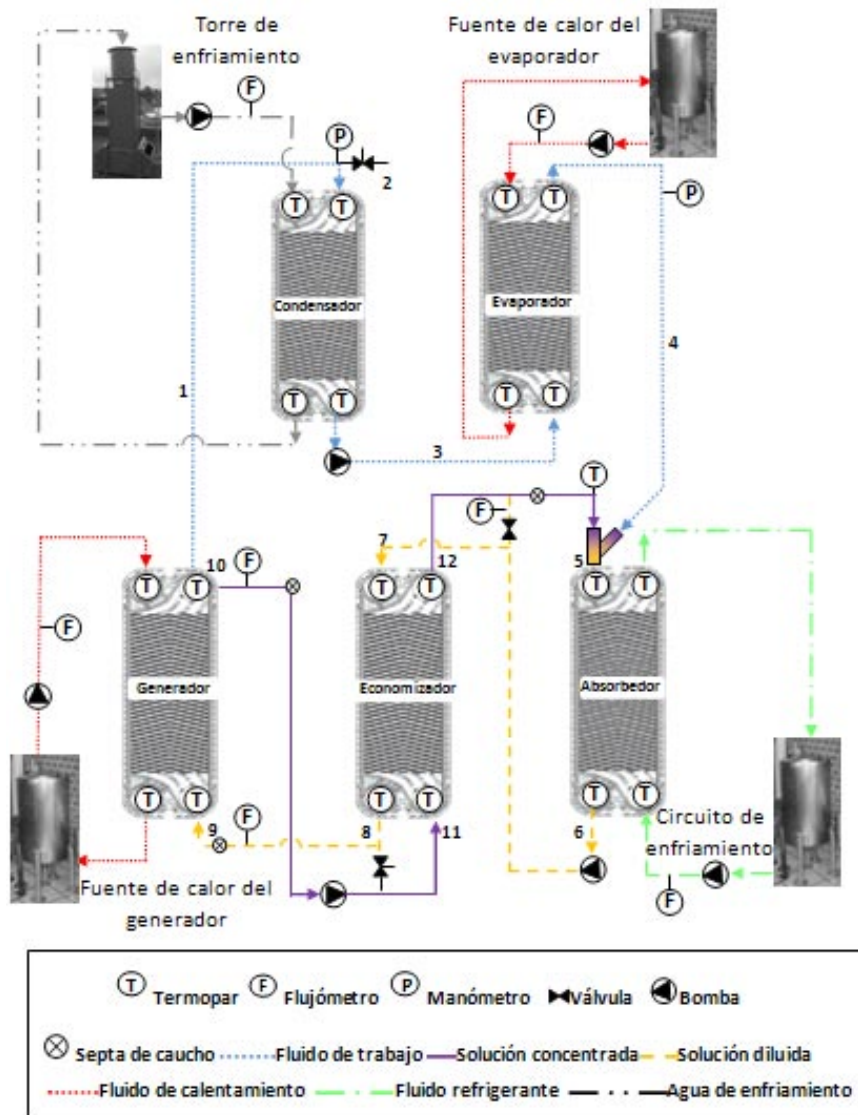 Torre de
enfriamiento
Fuente de calor del
evaporador
F
P
2
F
P
T T
T T
Condensador
Evaporador
4
1
T T
T T
3
T
F
7
5
10
F
12
T T
T T
T T
F
Generador
Economizador
Absorbedor
T T
T T
T T
9
F
8
11
6
Circuito de
enfriamiento
F
Fuente de calor del
generador
T Termopar F Flujómetro P Manómetro Válvula Bomba
Septa de caucho Fluido de trabajo Solución concentrada Solución diluida
Fluido de calentamiento Fluido refrigerante Agua de enfriamiento